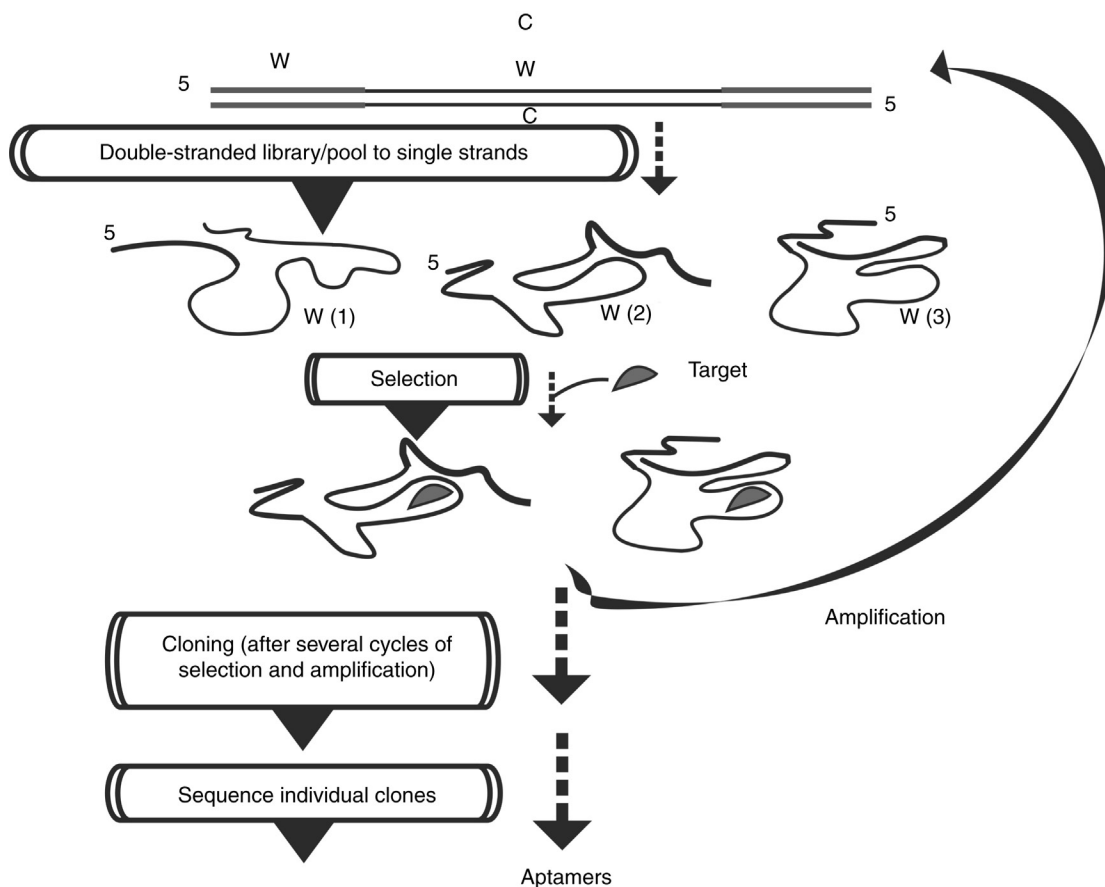 C
W
W
5
5
C
Double-stranded library/pool to single strands
5
5
5
W (1)
W (2)
W (3)
Selection
Target
Amplification
Cloning (after several cycles of
selection and amplification)
Sequence individual clones
Aptamers